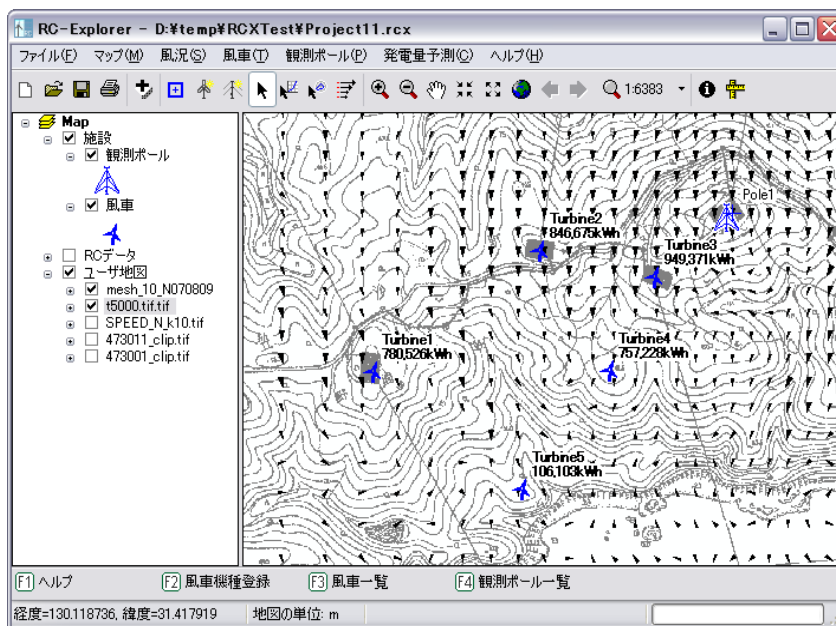 RC-Explorer - D:¥temp¥RCXTest¥Project11.rcx
ファイル(F) マップ(M) 風況(S) 風車(T) 観測ポール(P) 発電量予測(C) ヘルプ(H)
1:6383
Map
施設
観測ポール
風車
RCデータ
ユーザ地図
mesh_10_N070809
t5000.tif.tif
SPEED_N_k10.tif
473011_clip.tif
473001_clip.tif
Pole1
Turbine2
846,675kWh
Turbine3
949,371kWh
Turbine1
780,526kWh
Turbine4
757,228kWh
Turbine5
106,103kWh
F1 ヘルプ F2 風車機種登録 F3 風車一覧 F4 観測ポール一覧
経度=130.118736, 緯度=31.417919 地図の単位: m